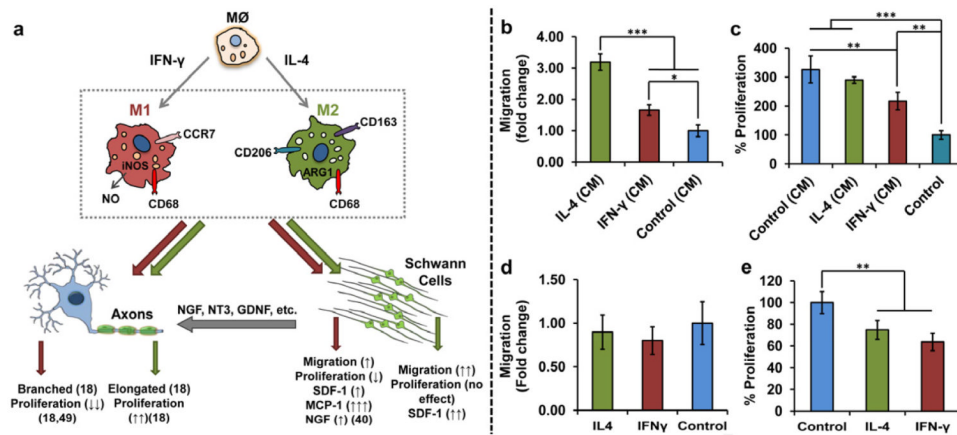 a
MØ
IFN-γ
IL-4
M1
M2
CCR7
iNOS
NO
CD68
CD163
CD206
ARG1
CD68
Axons
NGF, NT3, GDNF, etc.
Schwann
Cells
Branched (18)
Proliferation (↓↓)
(18,49)
Elongated (18)
Proliferation
(↑↑)(18)
Migration (↑)
Proliferation (↓)
SDF-1 (↑)
MCP-1 (↑↑↑)
NGF (↑) (40)
Migration (↑↑)
Proliferation (no
effect)
SDF-1 (↑↑)
b
Migration
(fold change)
4.00
3.00
2.00
1.00
0.00
***
*
IL-4 (CM)
IFN-γ (CM)
Control (CM)
c
% Proliferation
400
300
200
100
0
***
**
**
Control (CM)
IL-4 (CM)
IFN-γ (CM)
Control
d
Migration
(Fold change)
1.50
1.00
0.50
0.00
IL4
IFNγ
Control
e
% Proliferation
120
100
80
60
40
20
0
**
Control
IL-4
IFN-γ